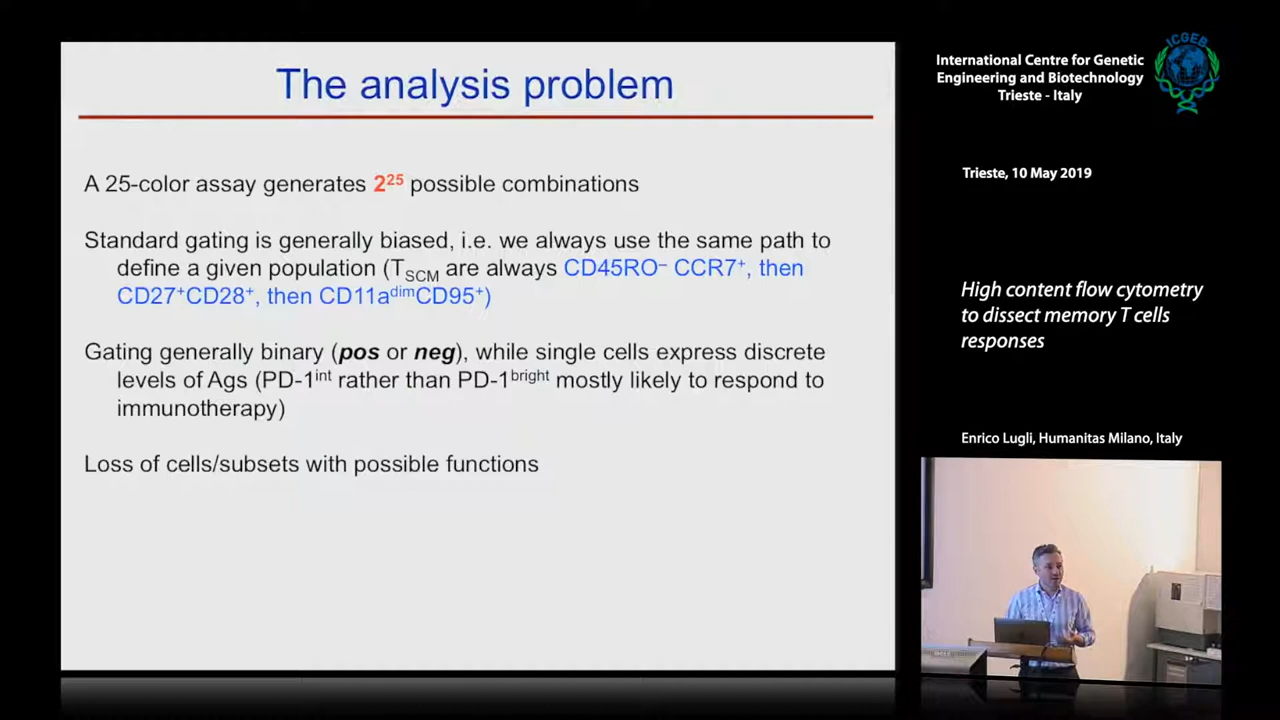 The analysis problem
A 25-color assay generates 2²⁵ possible combinations
Standard gating is generally biased, i.e. we always use the same path to
define a given population (TSCM are always CD45RO⁻ CCR7⁺, then
CD27⁺CD28⁺, then CD11adimCD95⁺)
Gating generally binary (pos or neg), while single cells express discrete
levels of Ags (PD-1int rather than PD-1bright mostly likely to respond to
immunotherapy)
Loss of cells/subsets with possible functions
International Centre for Genetic
Engineering and Biotechnology
Trieste - Italy
ICGEB
Trieste, 10 May 2019
High content flow cytometry
to dissect memory T cells
responses
Enrico Lugli, Humanitas Milano, Italy